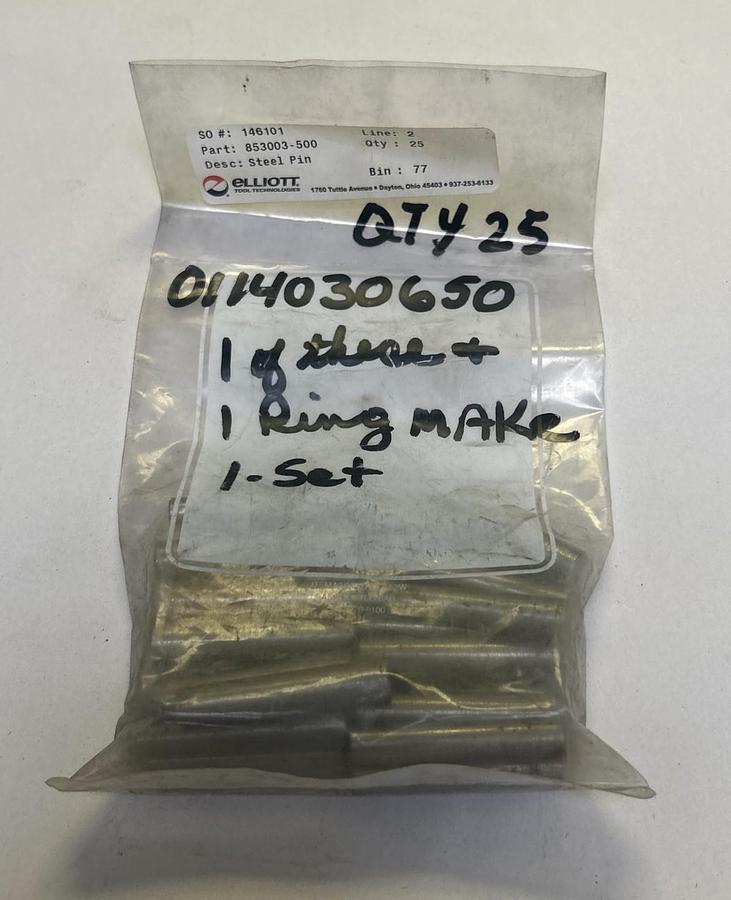 SO #: 146101 Line: 2
Part: 853003-500 Qty : 25
Desc: Steel Pin Bin : 77
ELLIOTT
TOOL TECHNOLOGIES
1760 Tuttle Avenue • Dayton, Ohio 45403 • 937-253-6133
QTY 25
0114030650
1 of these +
1 Ring MAKe
1-Set